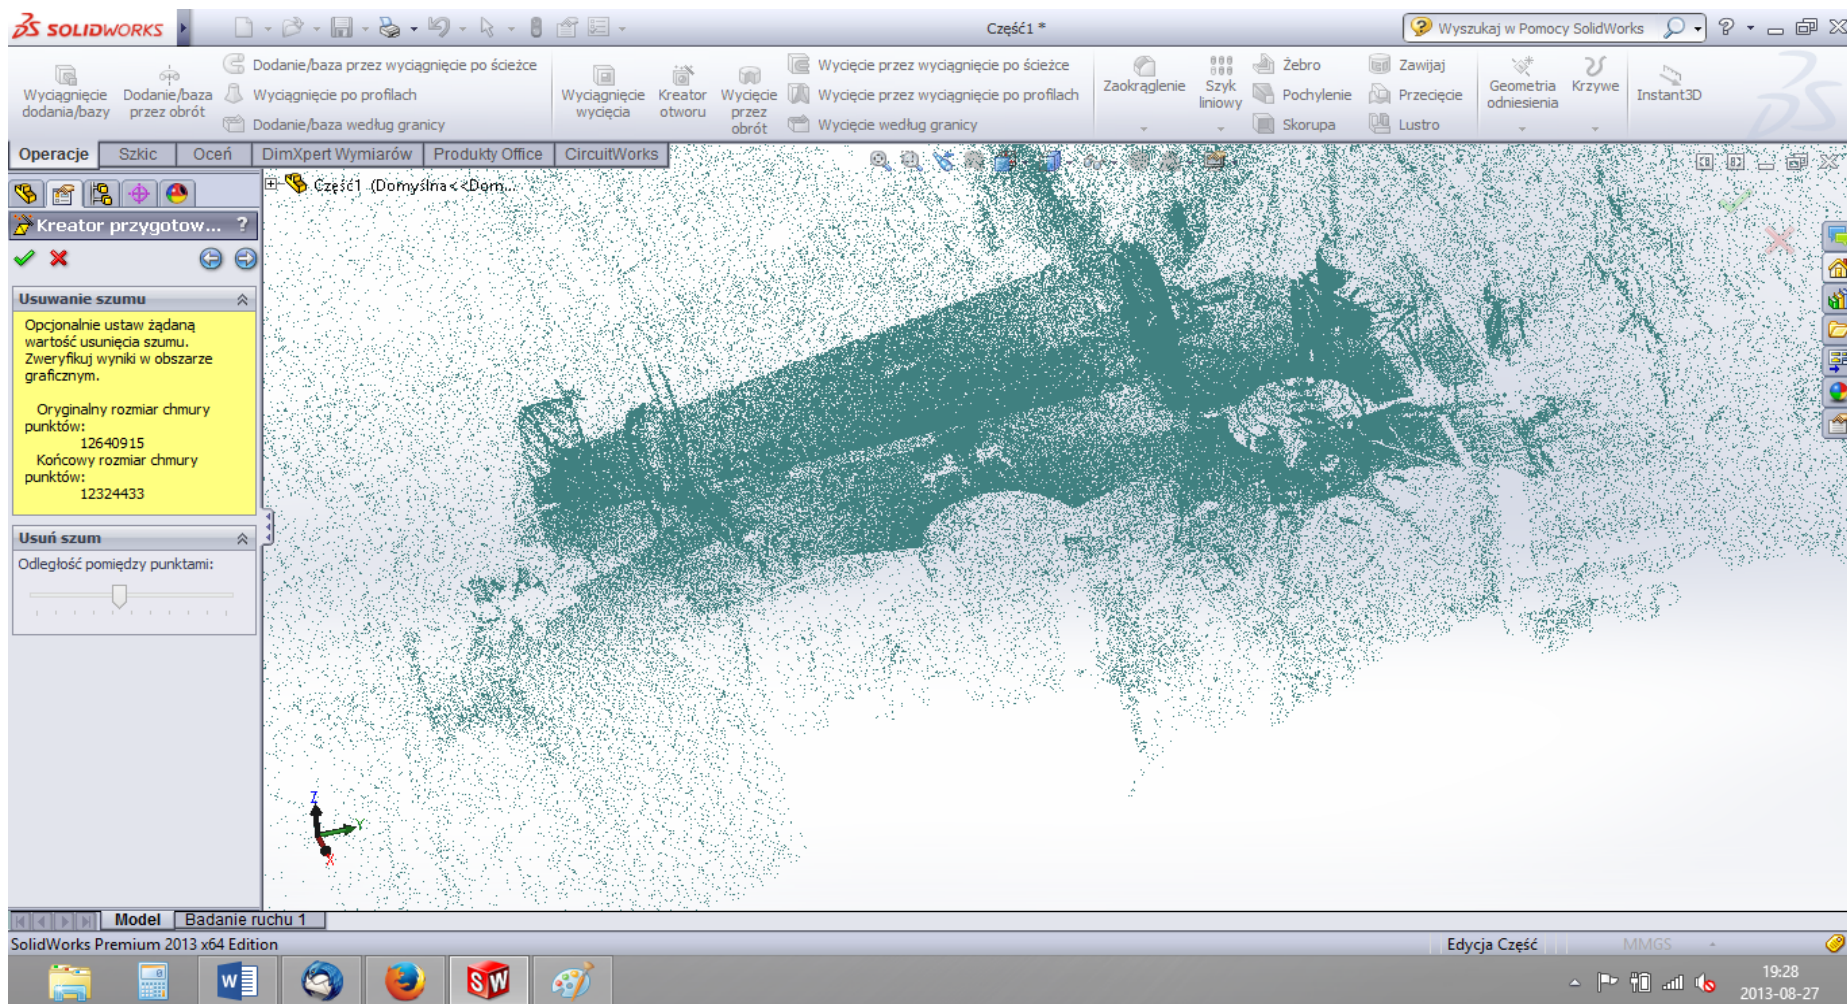 SOLIDWORKS
Część1 *
Wyszukaj w Pomocy SolidWorks
Wyciągnięcie
dodania/bazy
Dodanie/baza
przez obrót
Dodanie/baza przez wyciągnięcie po ścieżce
Wyciągnięcie po profilach
Dodanie/baza według granicy
Wyciągnięcie
wycięcia
Kreator
otworu
Wycięcie
przez
obrót
Wycięcie przez wyciągnięcie po ścieżce
Wycięcie przez wyciągnięcie po profilach
Wycięcie według granicy
Zaokrąglenie
Szyk
liniowy
Żebro
Pochylenie
Skorupa
Zawijaj
Przecięcie
Lustro
Geometria
odniesienia
Krzywe
Instant3D
Operacje
Szkic
Oceń
DimXpert Wymiarów
Produkty Office
CircuitWorks
Część1 (Domyślna<<Dom...
Kreator przygotow... ?
Usuwanie szumu
Opcjonalnie ustaw żądaną
wartość usunięcia szumu.
Zweryfikuj wyniki w obszarze
graficznym.
Oryginalny rozmiar chmury
punktów:
12640915
Końcowy rozmiar chmury
punktów:
12324433
Usuń szum
Odległość pomiędzy punktami:
Z
Y
X
Model
Badanie ruchu 1
SolidWorks Premium 2013 x64 Edition
Edycja Część
MMGS
19:28
2013-08-27